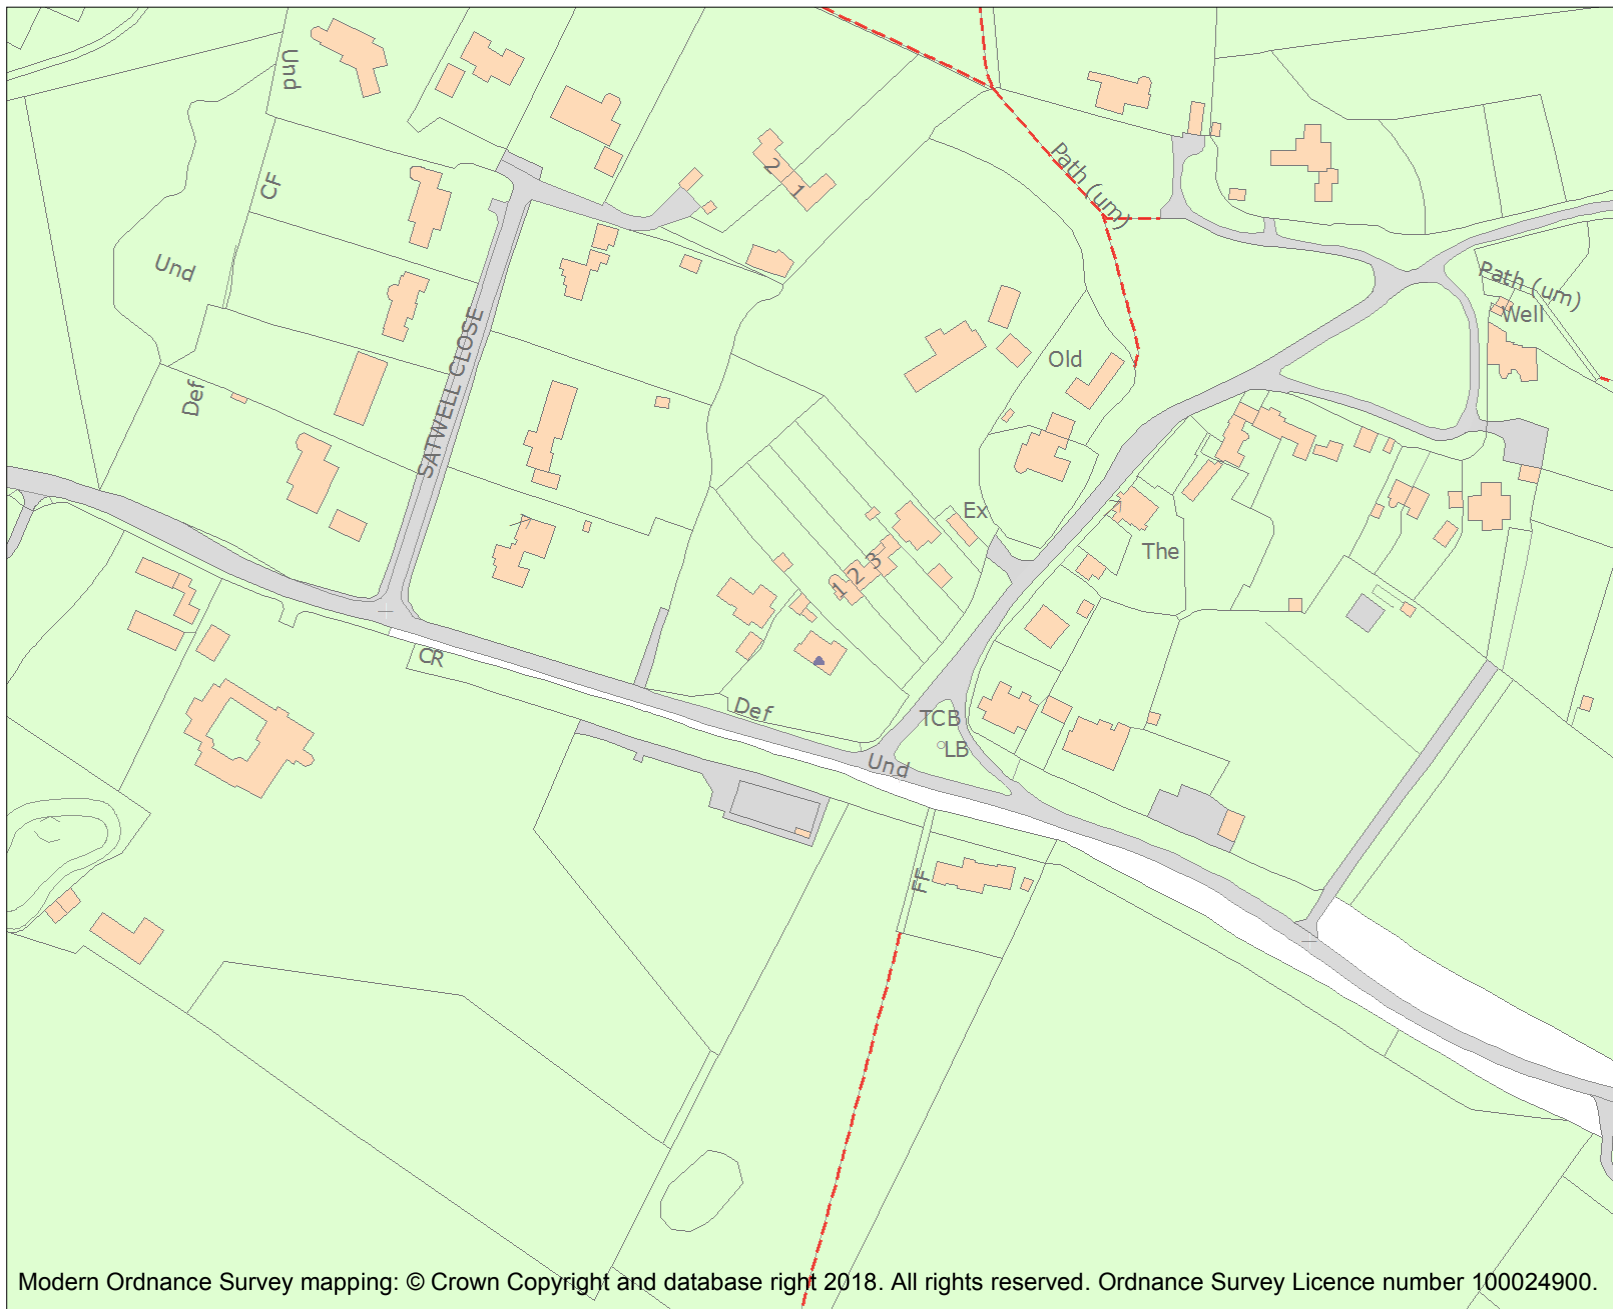 Und
CF
2
1
Path (um)
Und
Path (um)
Well
SATWELL CLOSE
Old
Def
Ex
The
1 2 3
CR
Def
TCB
LB
Und
FF
Modern Ordnance Survey mapping: © Crown Copyright and database right 2018. All rights reserved. Ordnance Survey Licence number 100024900.